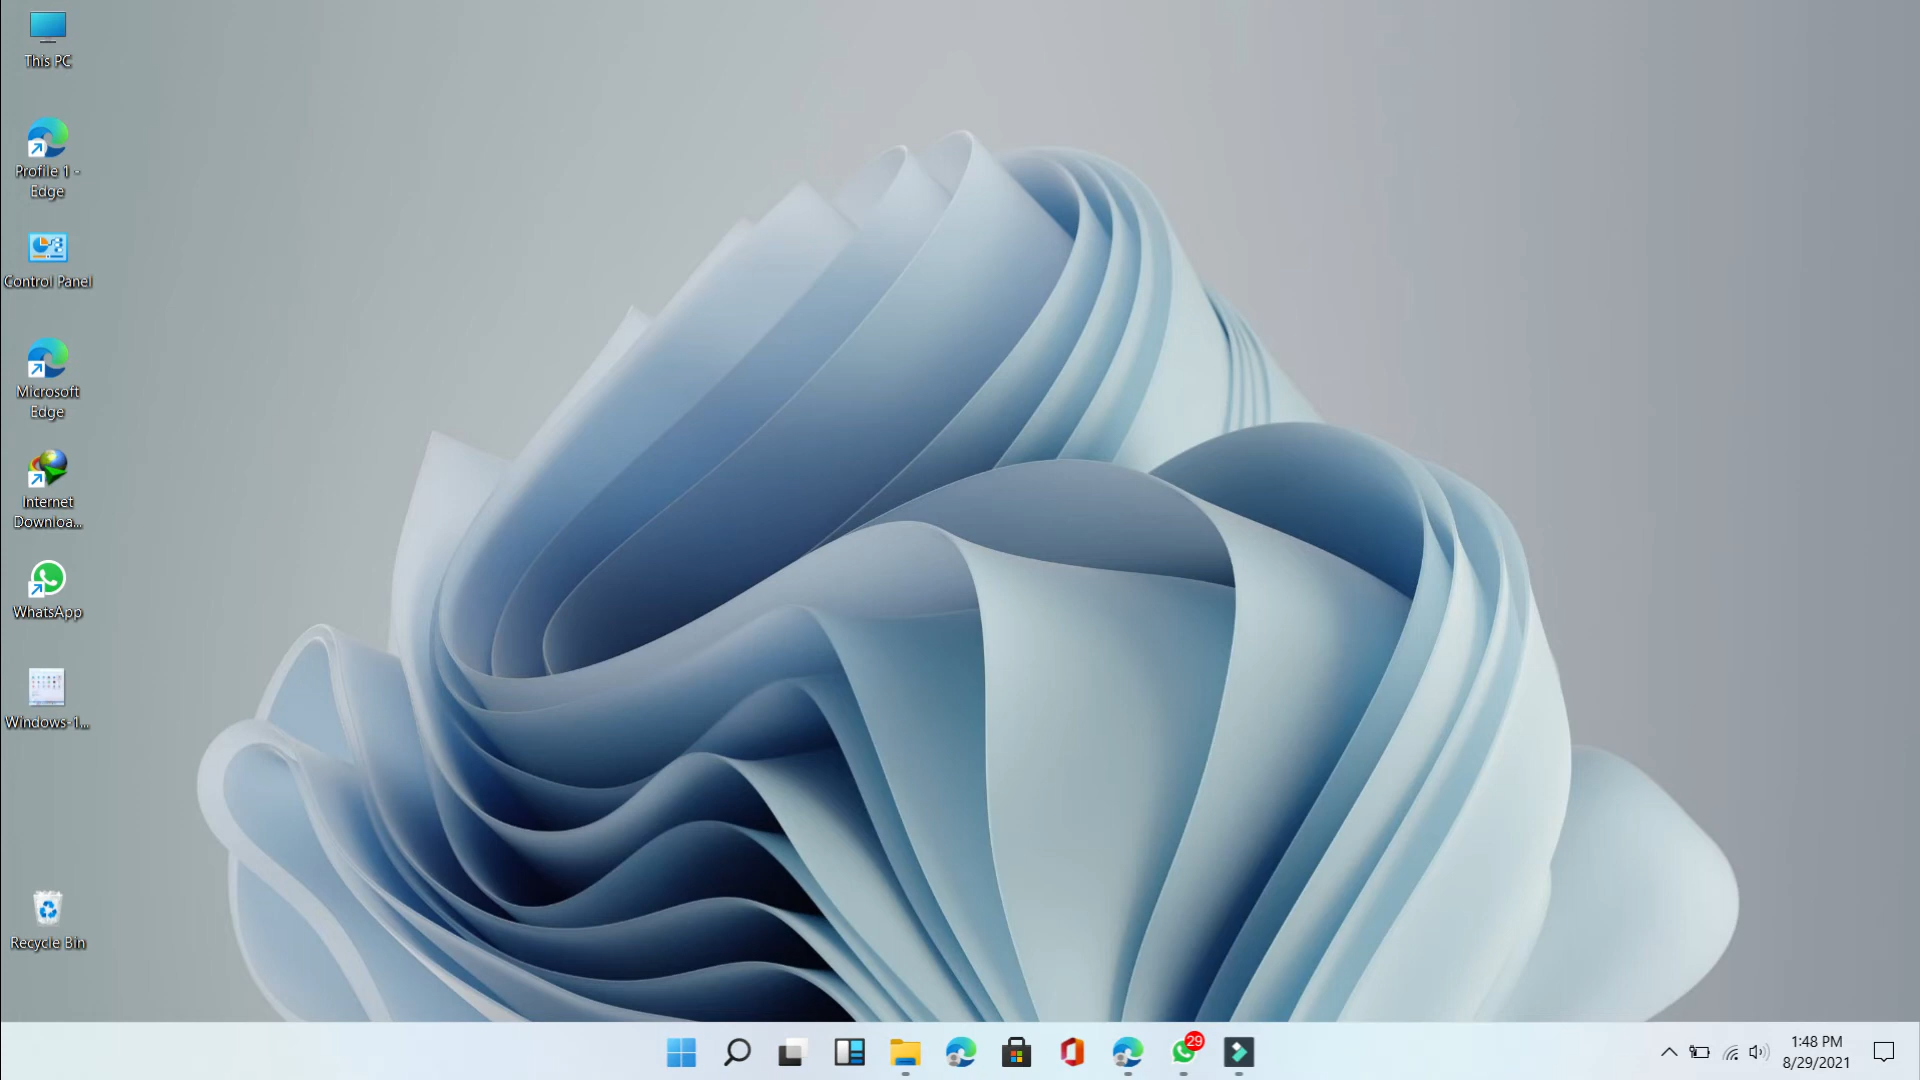 This PC
Profile 1 -
Edge
Control Panel
Microsoft
Edge
Internet
Downloa...
WhatsApp
Windows-1...
Recycle Bin
29
1:48 PM
8/29/2021